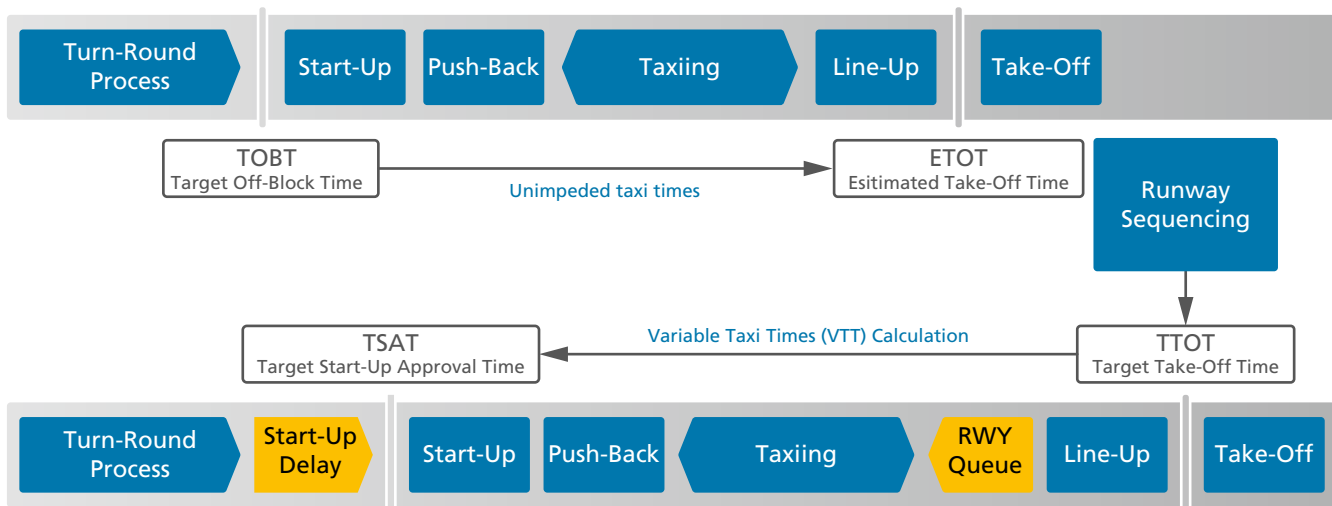 Turn-Round
Process
Start-Up
Push-Back
Taxiing
Line-Up
Take-Off
TOBT
Target Off-Block Time
Unimpeded taxi times
ETOT
Esitimated Take-Off Time
Runway
Sequencing
TSAT
Target Start-Up Approval Time
Variable Taxi Times (VTT) Calculation
TTOT
Target Take-Off Time
Turn-Round
Process
Start-Up
Delay
Start-Up
Push-Back
Taxiing
RWY
Queue
Line-Up
Take-Off